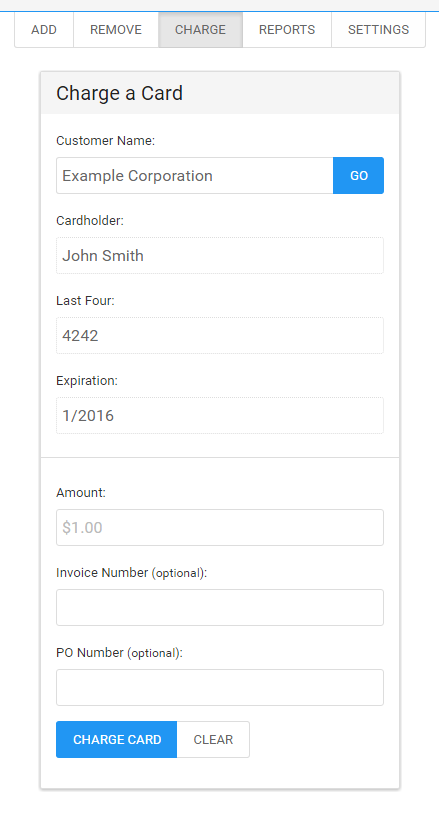 ADD REMOVE CHARGE REPORTS SETTINGS
Charge a Card
Customer Name:
Example Corporation GO
Cardholder:
John Smith
Last Four:
4242
Expiration:
1/2016
Amount:
$1.00
Invoice Number (optional):
PO Number (optional):
CHARGE CARD CLEAR